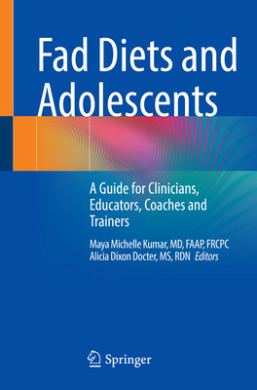 Fad Diets and
Adolescents
A Guide for Clinicians,
Educators, Coaches and
Trainers
Maya Michelle Kumar, MD, FAAP, FRCPC
Alicia Dixon Docter, MS, RDN Editors
Springer